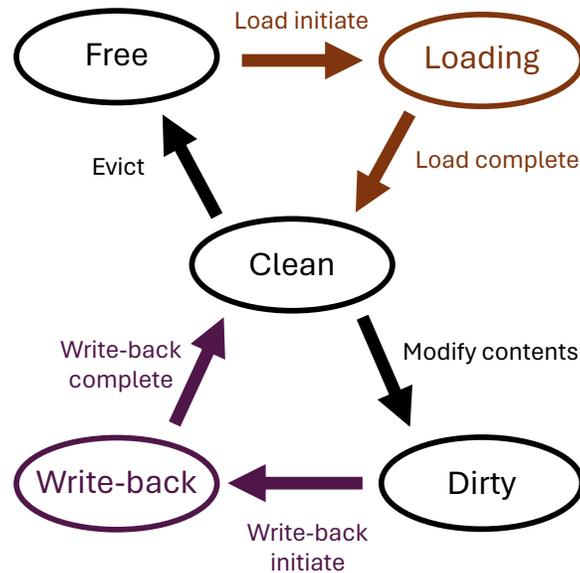 Load initiate
Free
Loading
Evict
Load complete
Clean
Write-back
complete
Modify contents
Write-back
Dirty
Write-back
initiate